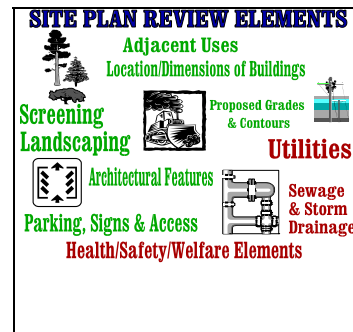 SITE PLAN REVIEW ELEMENTS
Adjacent Uses
Location/Dimensions of Buildings
Proposed Grades
& Contours
Screening
Landscaping
Utilities
Architectural Features
Sewage
& Storm
Drainage
Parking, Signs & Access
Health/Safety/Welfare Elements